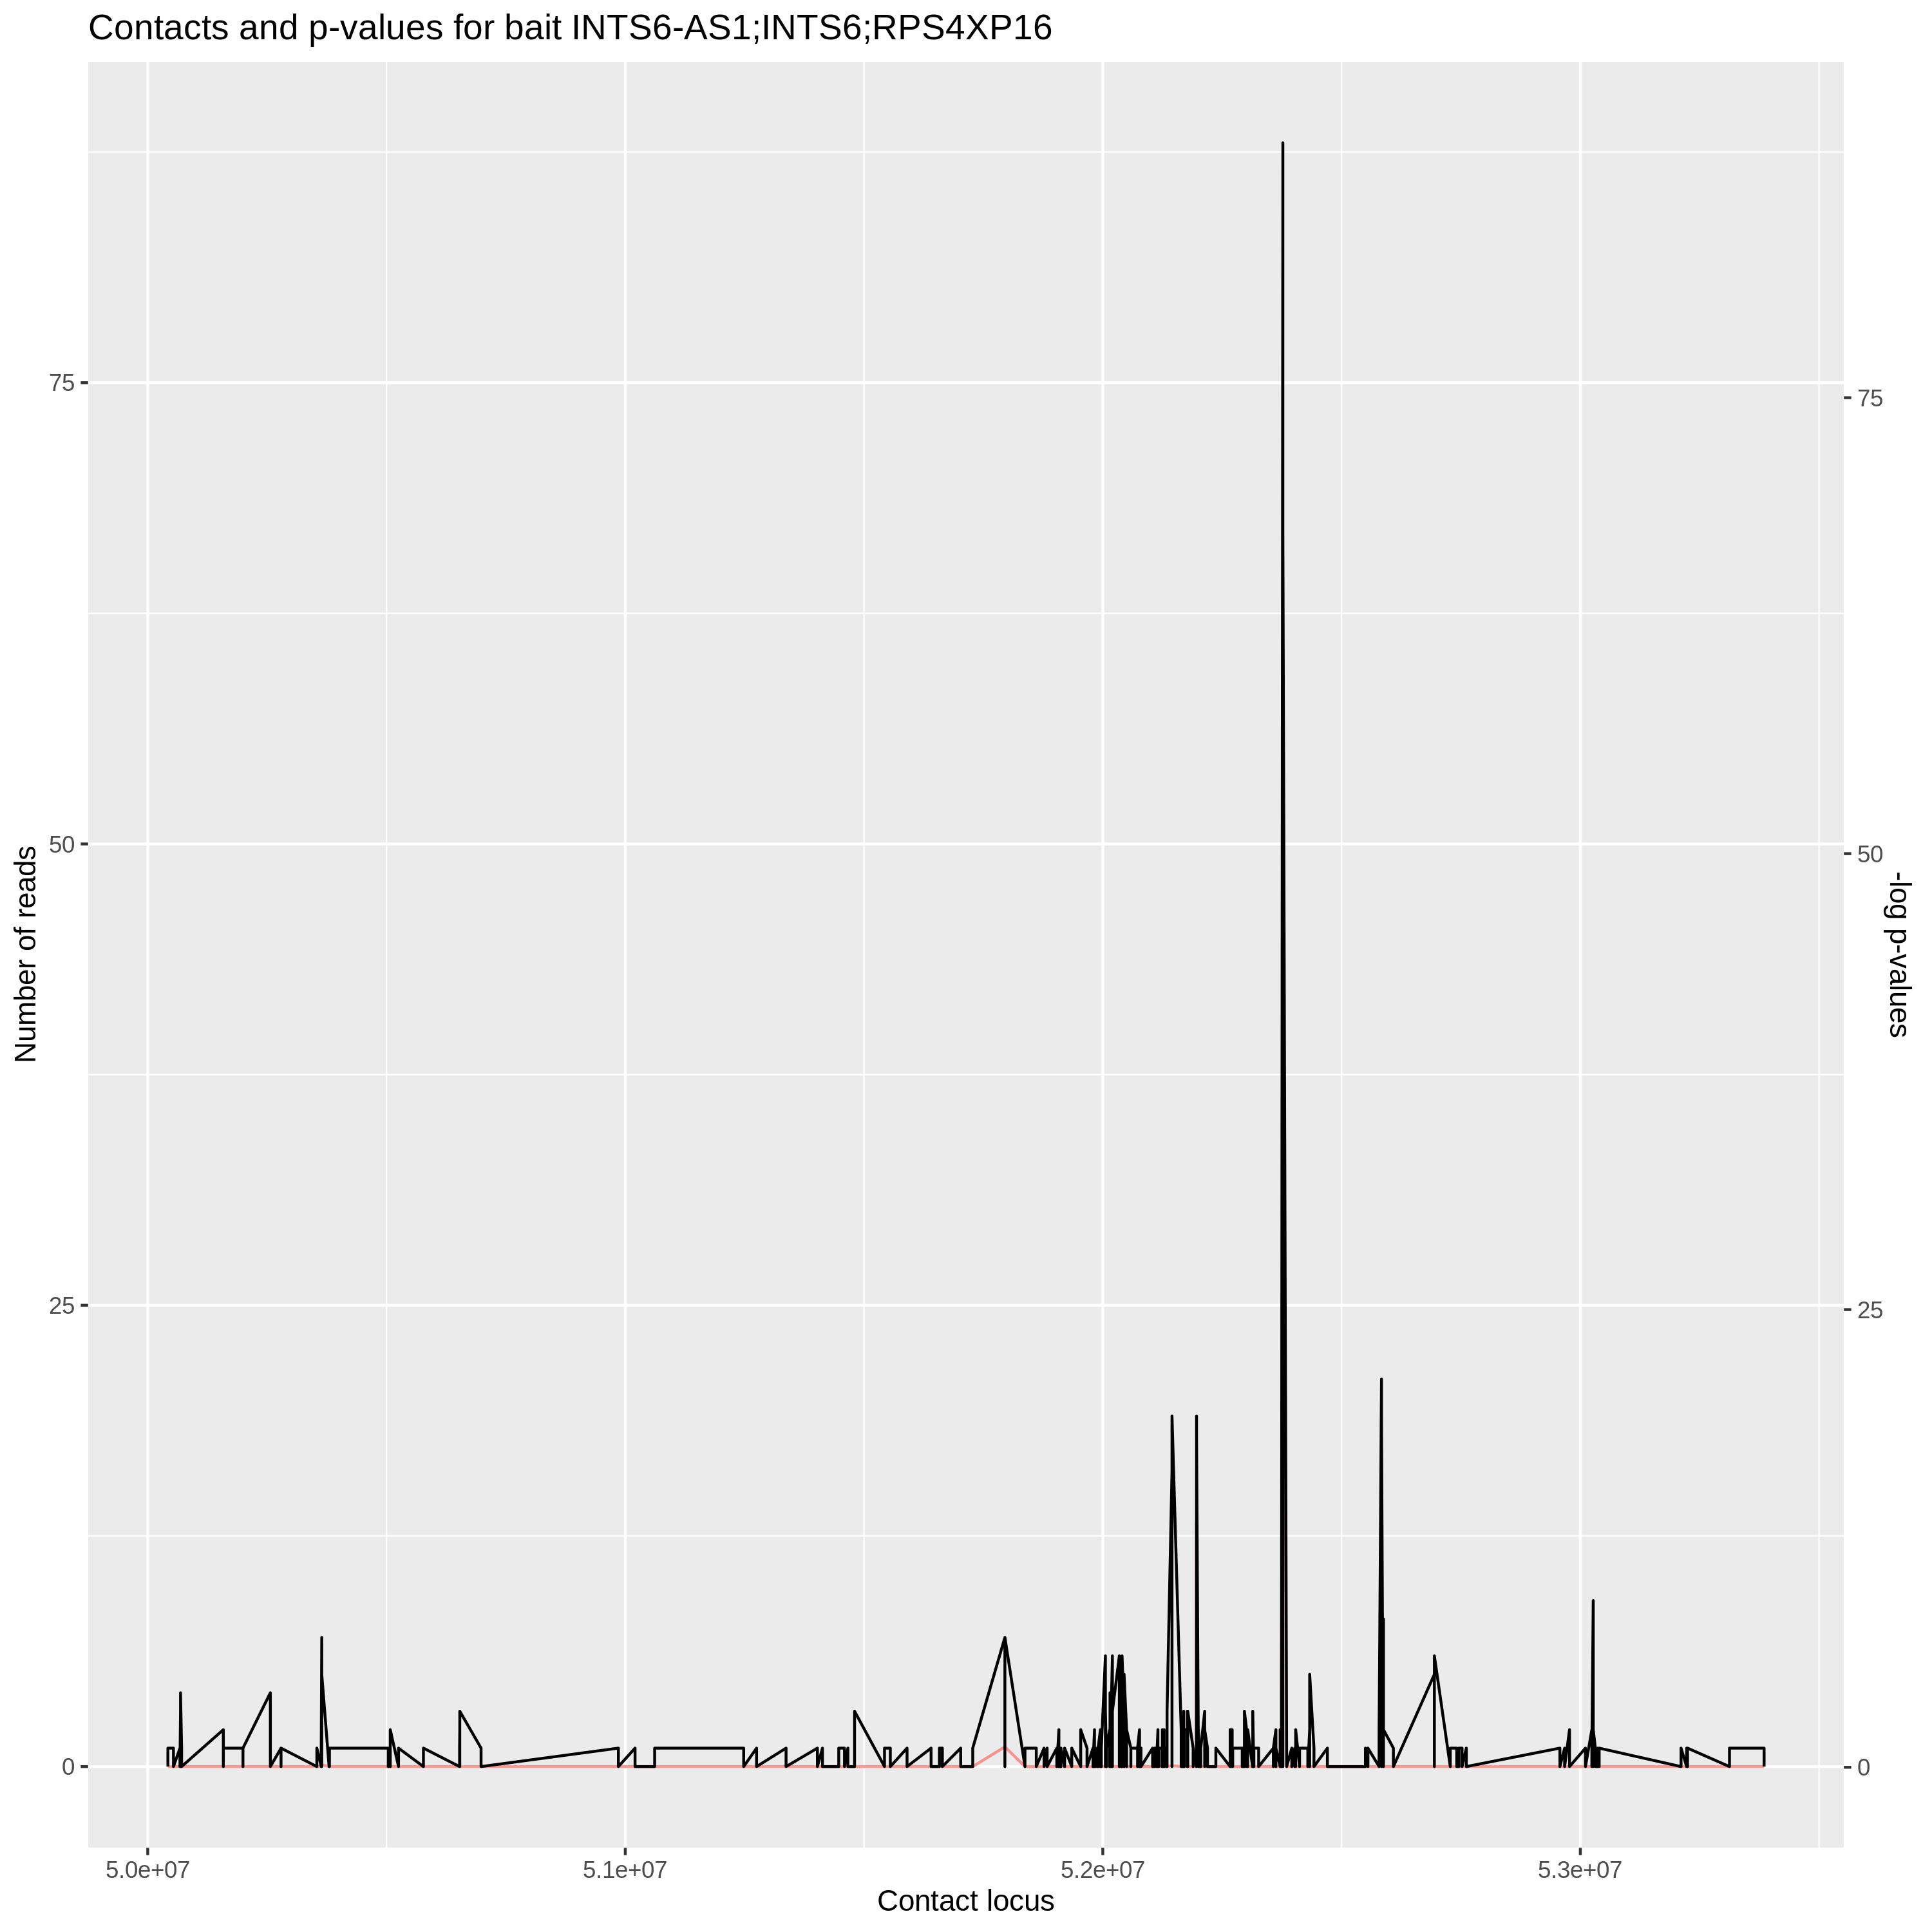 Contacts and p-values for bait INTS6-AS1;INTS6;RPS4XP16
75
50
25
0
Number of reads
75
50
25
0
-log p-values
5.0e+07
5.1e+07
5.2e+07
5.3e+07
Contact locus